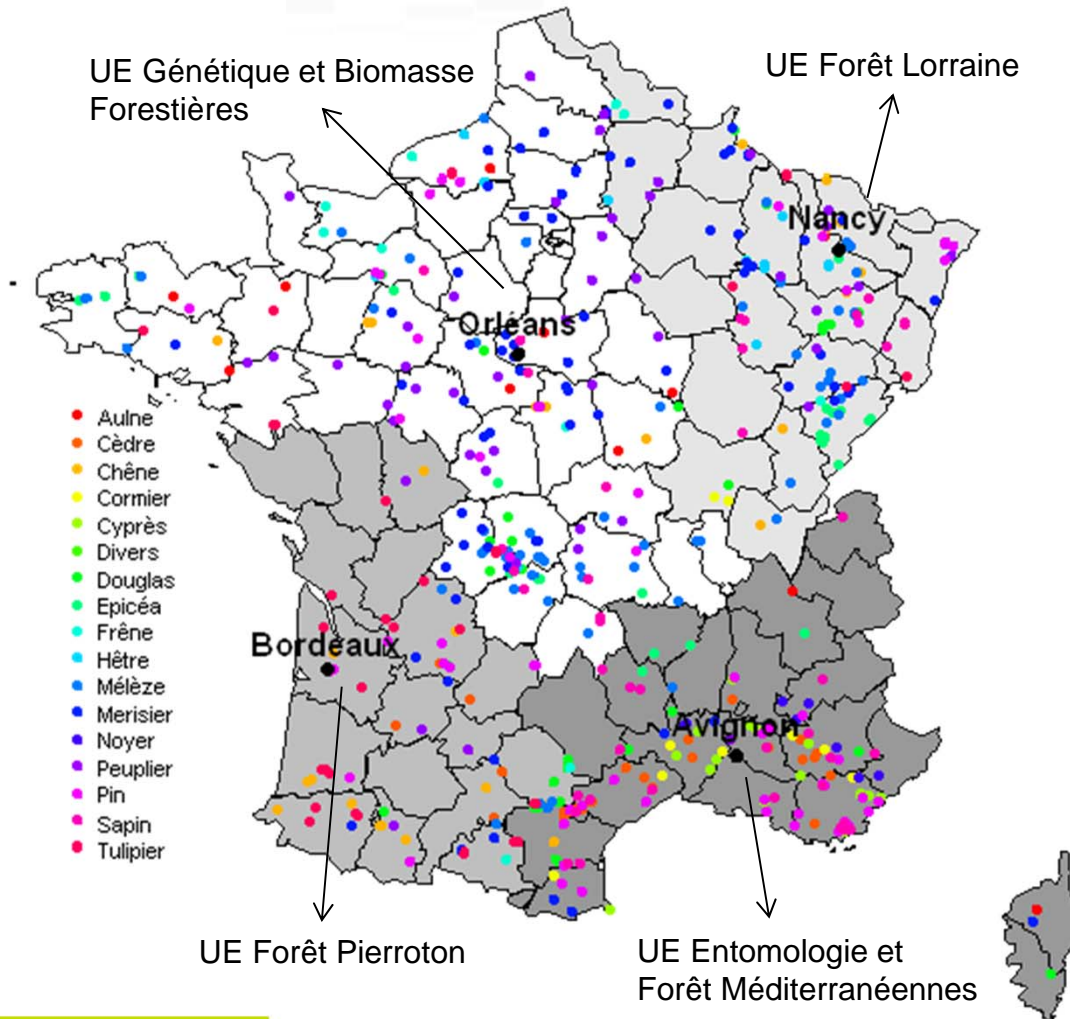 UE Génétique et Biomasse
Forestières
UE Forêt Lorraine
Nancy
Orléans
Aulne
Cèdre
Chêne
Cormier
Cyprès
Divers
Douglas
Epicéa
Frêne
Hêtre
Mélèze
Merisier
Noyer
Peuplier
Pin
Sapin
Tulipier
Bordeaux
Avignon
UE Forêt Pierroton
UE Entomologie et
Forêt Méditerranéennes